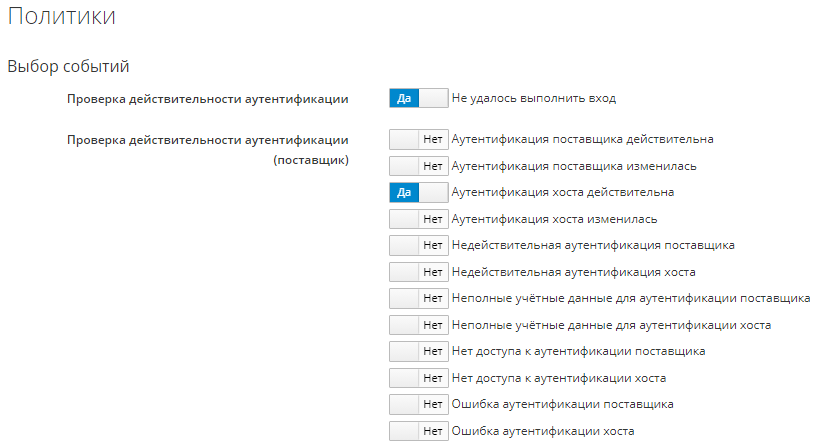 Политики
Выбор событий
Проверка действительности аутентификации Да Не удалось выполнить вход
Проверка действительности аутентификации
(поставщик)
Нет Аутентификация поставщика действительна
Нет Аутентификация поставщика изменилась
Да Аутентификация хоста действительна
Нет Аутентификация хоста изменилась
Нет Недействительная аутентификация поставщика
Нет Недействительная аутентификация хоста
Нет Неполные учётные данные для аутентификации поставщика
Нет Неполные учётные данные для аутентификации хоста
Нет Нет доступа к аутентификации поставщика
Нет Нет доступа к аутентификации хоста
Нет Ошибка аутентификации поставщика
Нет Ошибка аутентификации хоста